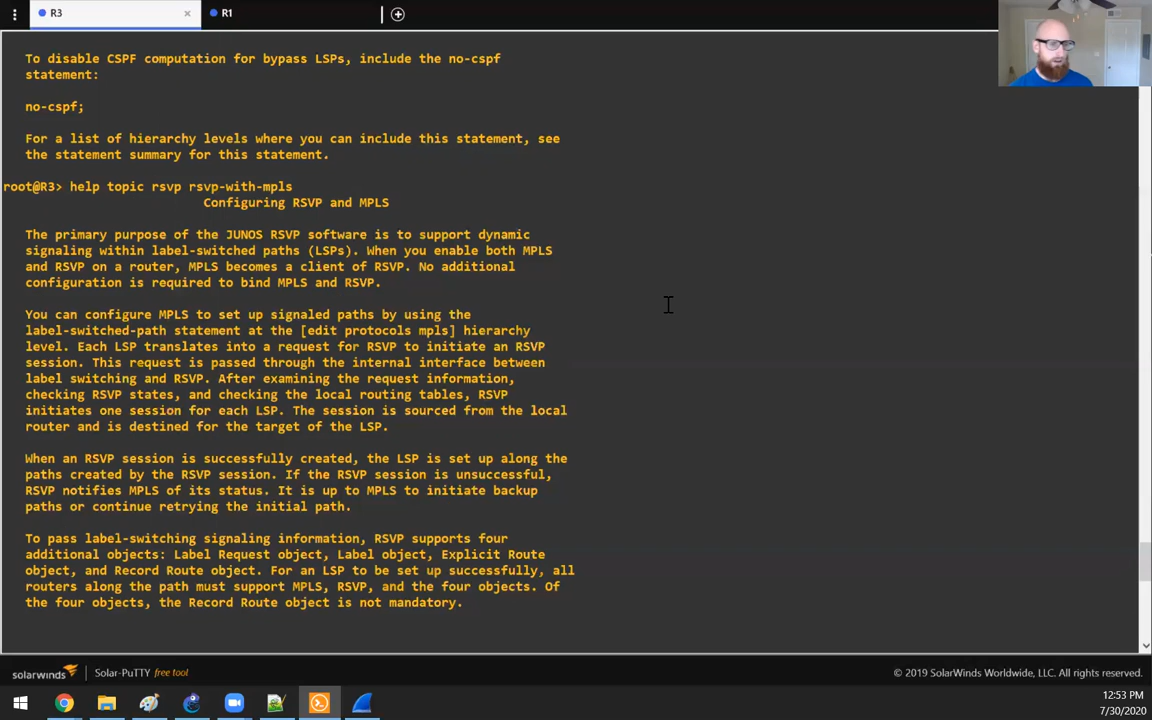 R3
R1
To disable CSPF computation for bypass LSPs, include the no-cspf
statement:
no-cspf;
For a list of hierarchy levels where you can include this statement, see
the statement summary for this statement.
root@R3> help topic rsvp rsvp-with-mpls
Configuring RSVP and MPLS
The primary purpose of the JUNOS RSVP software is to support dynamic
signaling within label-switched paths (LSPs). When you enable both MPLS
and RSVP on a router, MPLS becomes a client of RSVP. No additional
configuration is required to bind MPLS and RSVP.
You can configure MPLS to set up signaled paths by using the
label-switched-path statement at the [edit protocols mpls] hierarchy
level. Each LSP translates into a request for RSVP to initiate an RSVP
session. This request is passed through the internal interface between
label switching and RSVP. After examining the request information,
checking RSVP states, and checking the local routing tables, RSVP
initiates one session for each LSP. The session is sourced from the local
router and is destined for the target of the LSP.
When an RSVP session is successfully created, the LSP is set up along the
paths created by the RSVP session. If the RSVP session is unsuccessful,
RSVP notifies MPLS of its status. It is up to MPLS to initiate backup
paths or continue retrying the initial path.
To pass label-switching signaling information, RSVP supports four
additional objects: Label Request object, Label object, Explicit Route
object, and Record Route object. For an LSP to be set up successfully, all
routers along the path must support MPLS, RSVP, and the four objects. Of
the four objects, the Record Route object is not mandatory.
solarwinds Solar-PuTTY free tool © 2019 SolarWinds Worldwide, LLC. All rights reserved.
12:53 PM
7/30/2020